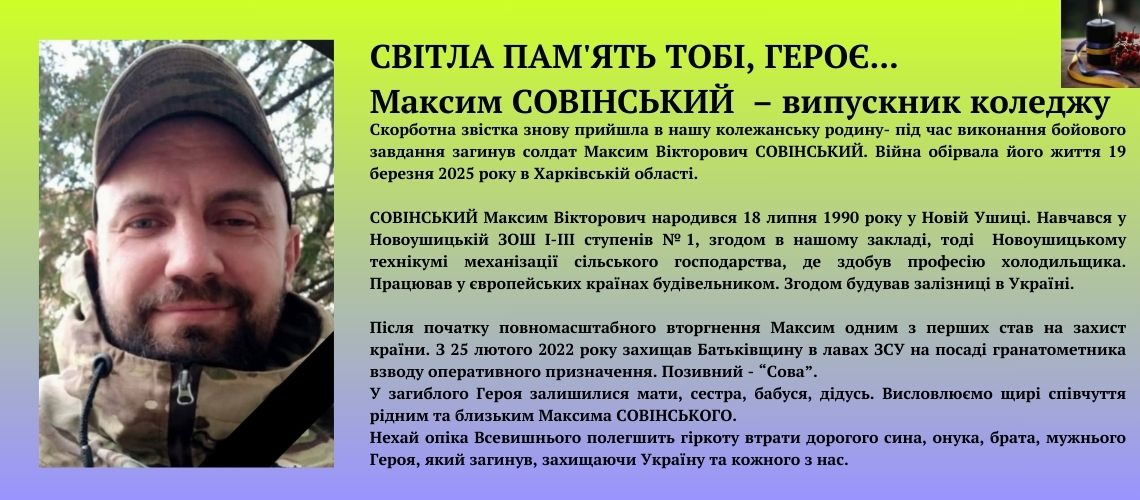 СВІТЛА ПАМ'ЯТЬ ТОБІ, ГЕРОЄ...
Максим СОВІНСЬКИЙ – випускник коледжу
Скорботна звістка знову прийшла в нашу колежанську родину- під час виконання бойового
завдання загинув солдат Максим Вікторович СОВІНСЬКИЙ. Війна обірвала його життя 19
березня 2025 року в Харківській області.
СОВІНСЬКИЙ Максим Вікторович народився 18 липня 1990 року у Новій Ушиці. Навчався у
Новоушицькій ЗОШ І-ІІІ ступенів №1, згодом в нашому закладі, тоді Новоушицькому
технікумі механізації сільського господарства, де здобув професію холодильщика.
Працював у європейських країнах будівельником. Згодом будував залізниці в Україні.
Після початку повномасштабного вторгнення Максим одним з перших став на захист
країни. З 25 лютого 2022 року захищав Батьківщину в лавах ЗСУ на посаді гранатометника
взводу оперативного призначення. Позивний - “Сова”.
У загиблого Героя залишилися мати, сестра, бабуся, дідусь. Висловлюємо щирі співчуття
рідним та близьким Максима СОВІНСЬКОГО.
Нехай опіка Всевишнього полегшить гіркоту втрати дорогого сина, онука, брата, мужнього
Героя, який загинув, захищаючи Україну та кожного з нас.